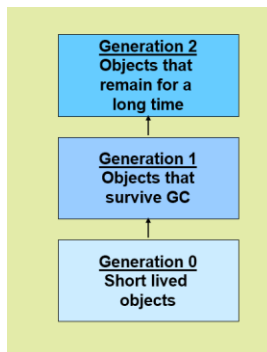 Generation 2
Objects that
remain for a
long time
Generation 1
Objects that
survive GC
Generation 0
Short lived
objects